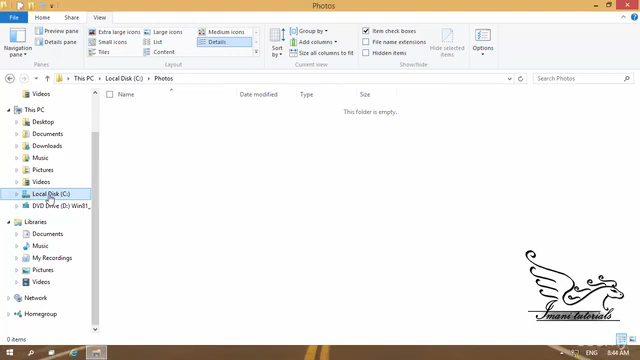 Photos
File
Home
Share
View
Navigation pane
Preview pane
Details pane
Extra large icons
Large icons
Medium icons
Small icons
List
Details
Tiles
Content
Layout
Sort by
Group by
Add columns
Size all columns to fit
Current view
Item check boxes
File name extensions
Hidden items
Hide selected items
Show/hide
Options
This PC
Local Disk (C:)
Photos
Search Photos
Name
Date modified
Type
Size
This folder is empty.
Videos
This PC
Desktop
Documents
Downloads
Music
Pictures
Videos
Local Disk (C:)
DVD Drive (D:) Win81_
Libraries
Documents
Music
My Recordings
Pictures
Videos
Network
Homegroup
Imani tutorials
0 items
ENG
8:44 AM